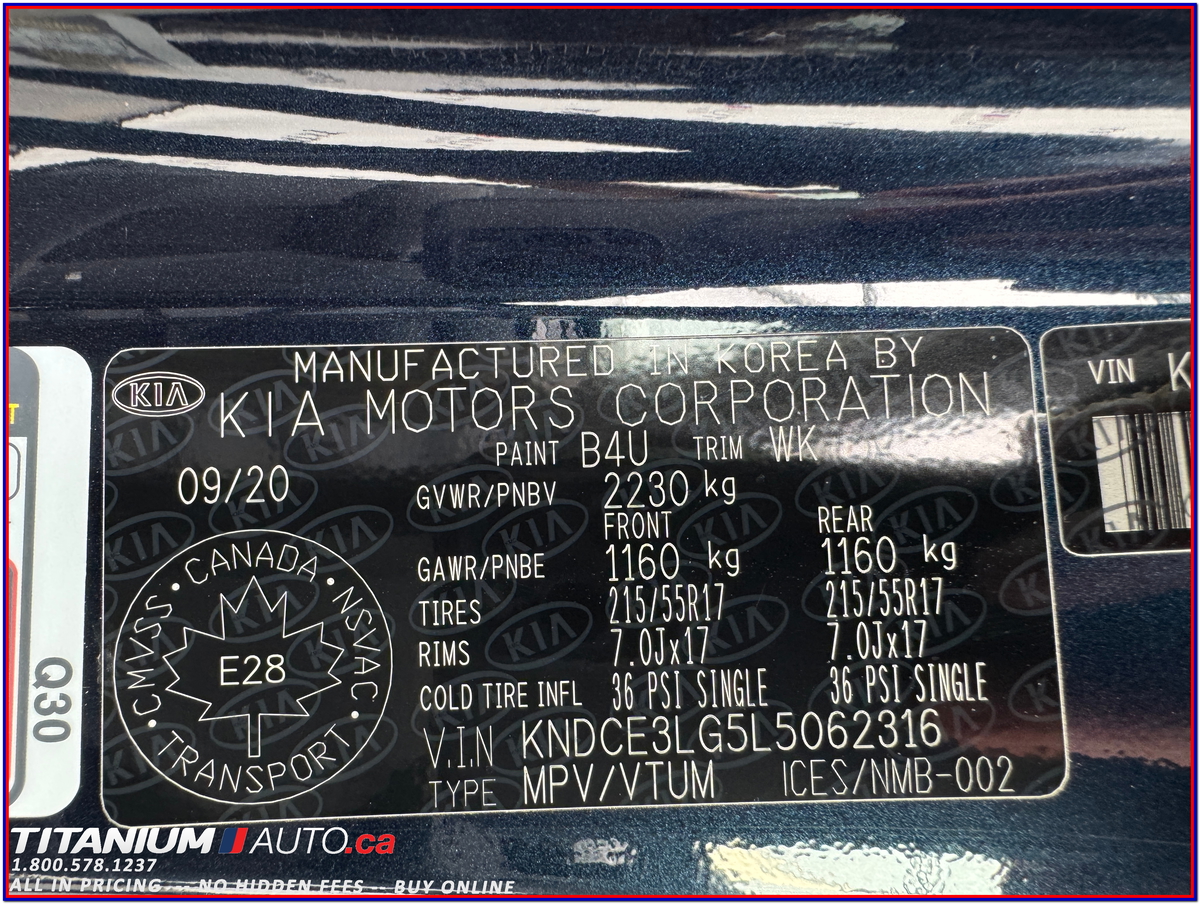 MANUFACTURED IN KOREA BY
KIA
KIA MOTORS CORPORATION
PAINT B4U TRIM WK
09/20
GVWR/PNBV 2230 kg
FRONT REAR
GAWR/PNBE 1160 kg 1160 kg
TIRES 215/55R17 215/55R17
RIMS 7.0Jx17 7.0Jx17
COLD TIRE INFL 36 PSI SINGLE 36 PSI SINGLE
V.I.N KNDCE3LG5L5062316
TYPE MPV/VTUM ICES/NMB-002
CANADA • NSVAC • TRANSPORT • CMVSS •
E28
VIN K
Q30
TITANIUM AUTO.ca
1.800.578.1237
ALL IN PRICING --- NO HIDDEN FEES -- BUY ONLINE